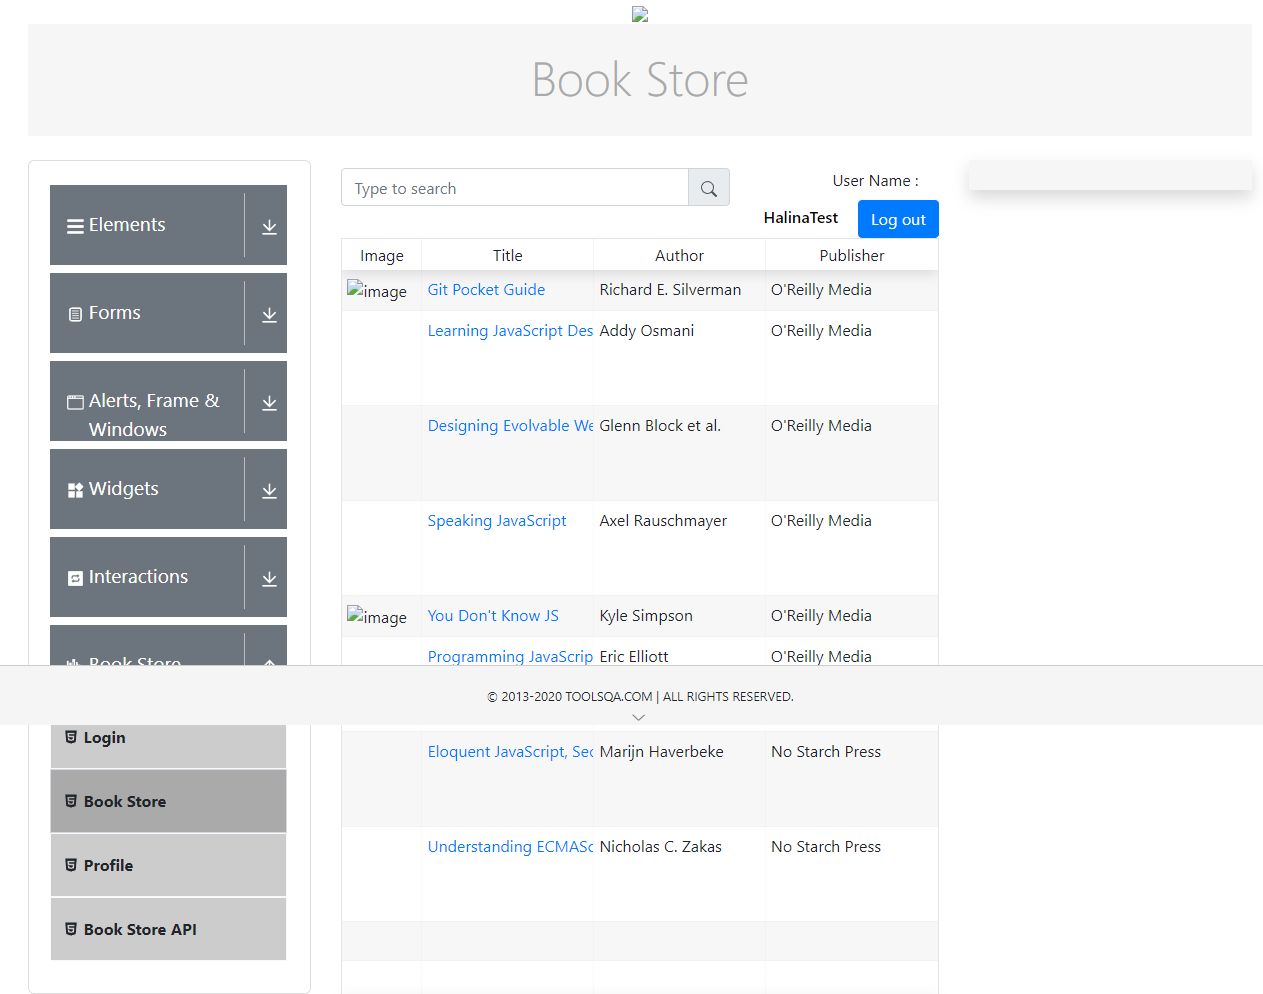 Book Store
Elements
Forms
Alerts, Frame &
Windows
Widgets
Interactions
Book Store
Login
Book Store
Profile
Book Store API
Type to search
User Name :
HalinaTest
Log out
Image Title Author Publisher
image Git Pocket Guide Richard E. Silverman O'Reilly Media
Learning JavaScript Des Addy Osmani O'Reilly Media
Designing Evolvable We Glenn Block et al. O'Reilly Media
Speaking JavaScript Axel Rauschmayer O'Reilly Media
image You Don't Know JS Kyle Simpson O'Reilly Media
Programming JavaScrip Eric Elliott O'Reilly Media
© 2013-2020 TOOLSQA.COM | ALL RIGHTS RESERVED.
Eloquent JavaScript, Sec Marijn Haverbeke No Starch Press
Understanding ECMASc Nicholas C. Zakas No Starch Press